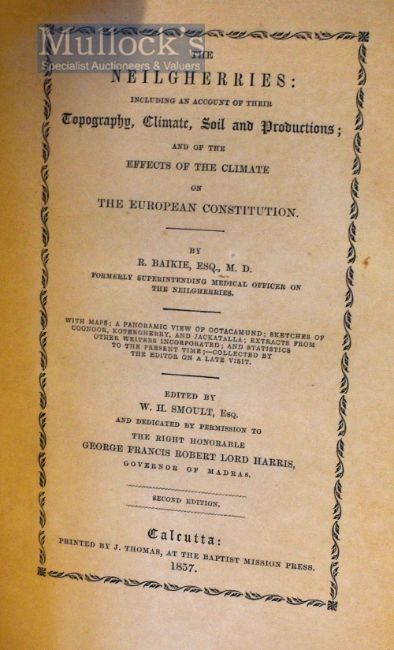 Mullock's
Specialist Auctioneers & Valuers
THE
NEILGHERRIES:
INCLUDING AN ACCOUNT OF THEIR
Topography, Climate, Soil and Productions;
AND OF THE
EFFECTS OF THE CLIMATE
ON
THE EUROPEAN CONSTITUTION.
BY
R. BAIKIE, ESQ., M. D.
FORMERLY SUPERINTENDING MEDICAL OFFICER ON
THE NEILGHERRIES.
WITH MAPS; A PANORAMIC VIEW OF OOTACAMUND; SKETCHES OF
COONOOR, KOTERGHERRY, AND JACKATALLA; EXTRACTS FROM
OTHER WRITERS INCORPORATED; AND STATISTICS
TO THE PRESENT TIME;—COLLECTED BY
THE EDITOR ON A LATE VISIT.
EDITED BY
W. H. SMOULT, ESQ.
AND DEDICATED BY PERMISSION TO
THE RIGHT HONORABLE
GEORGE FRANCIS ROBERT LORD HARRIS,
GOVERNOR OF MADRAS.
SECOND EDITION.
Calcutta:
PRINTED BY J. THOMAS, AT THE BAPTIST MISSION PRESS.
1857.